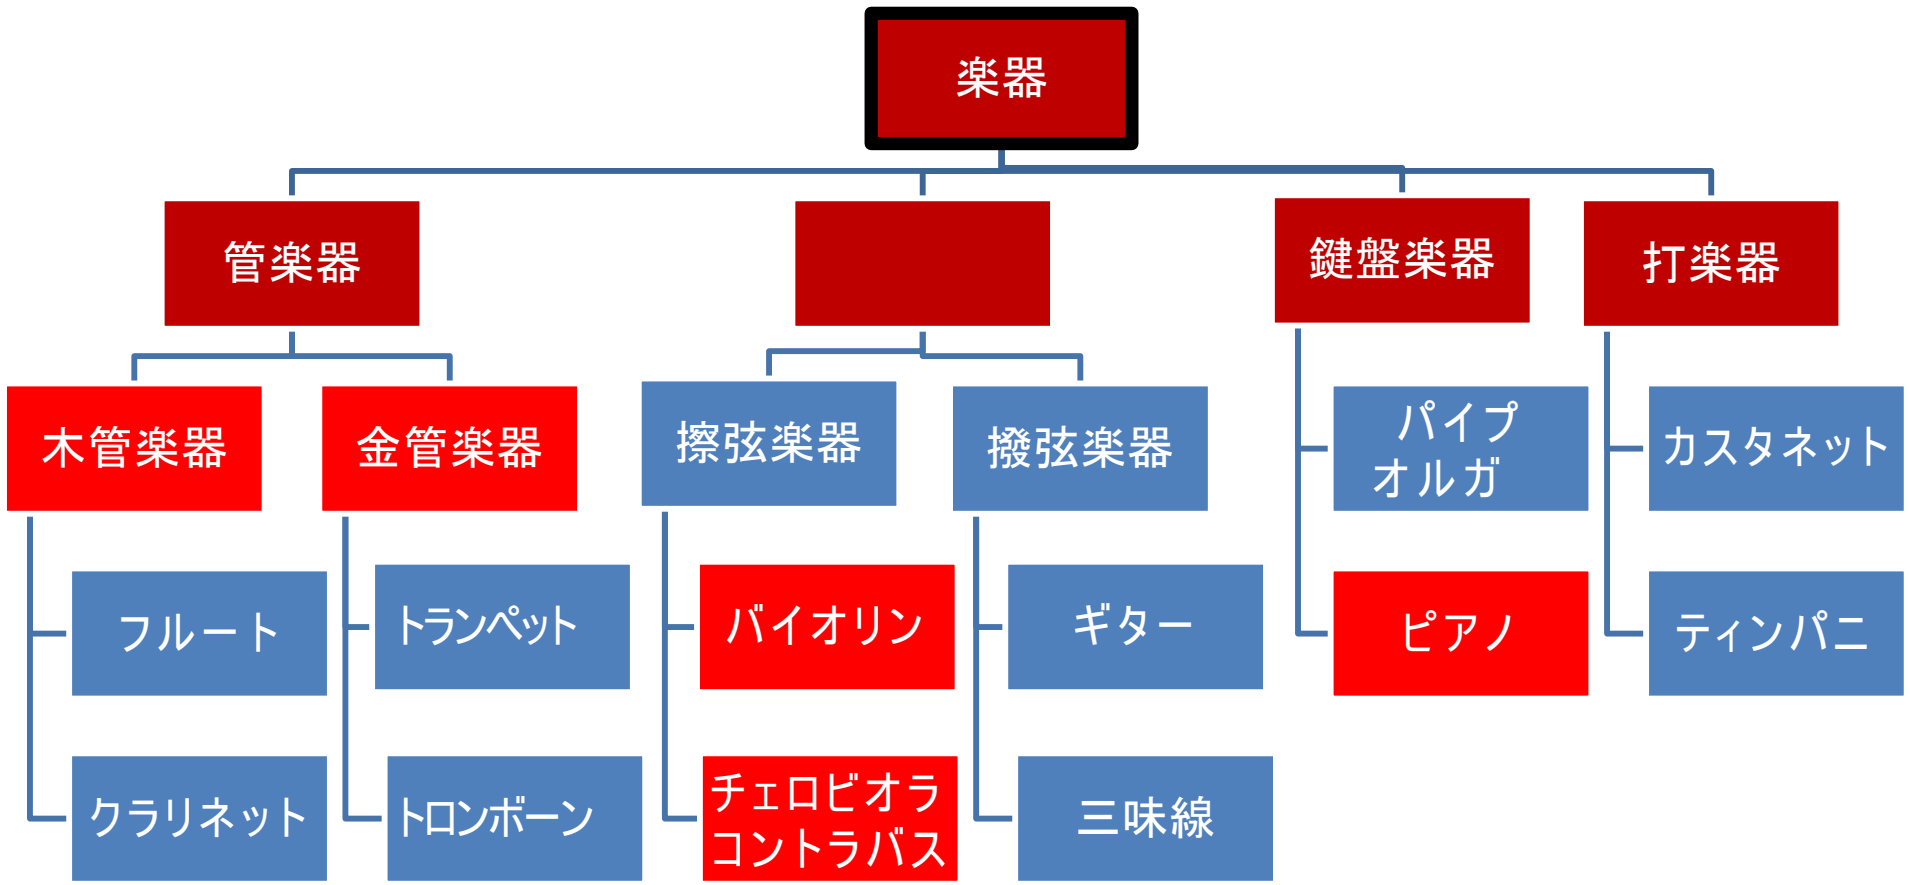 楽器
管楽器
鍵盤楽器
打楽器
木管楽器
金管楽器
擦弦楽器
撥弦楽器
パイプ
オルガ
カスタネット
フルート
トランペット
バイオリン
ギター
ピアノ
ティンパニ
クラリネット
トロンボーン
チェロビオラ
コントラバス
三味線